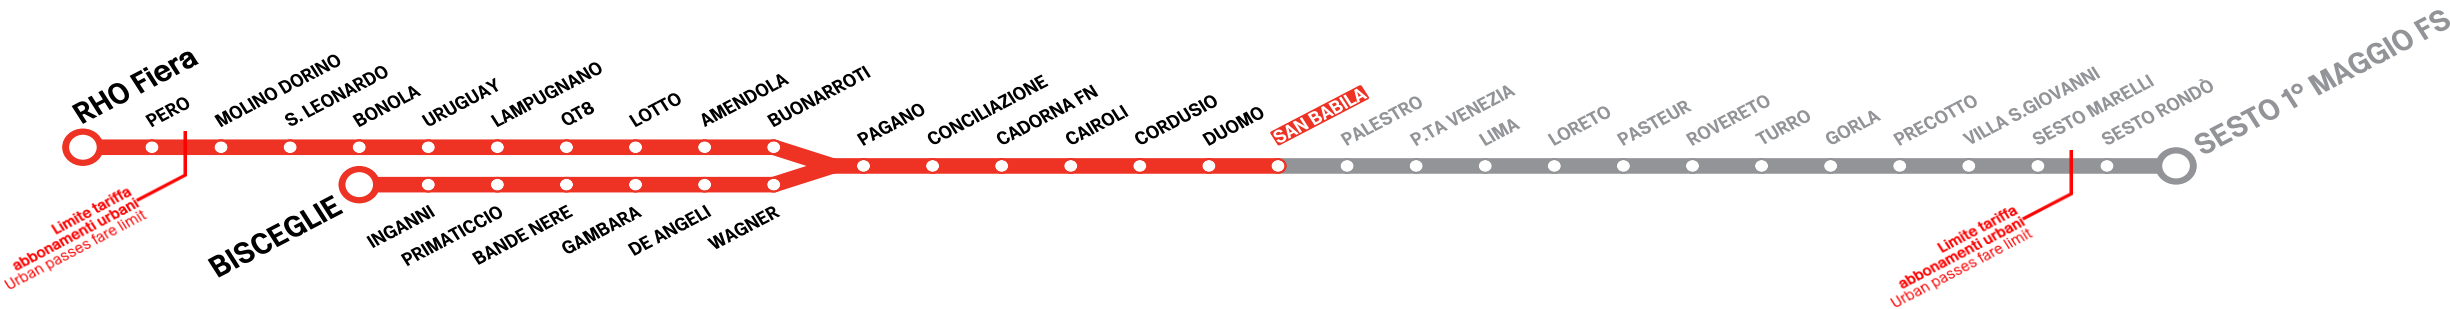 RHO Fiera
PERO
MOLINO DORINO
S. LEONARDO
BONOLA
URUGUAY
LAMPUGNANO
QT8
LOTTO
AMENDOLA
BUONARROTI
PAGANO
CONCILIAZIONE
CADORNA FN
CAIROLI
CORDUSIO
DUOMO
SAN BABILA
PALESTRO
P.TA VENEZIA
LIMA
LORETO
PASTEUR
ROVERETO
TURRO
GORLA
PRECOTTO
VILLA S.GIOVANNI
SESTO MARELLI
SESTO RONDÒ
SESTO 1° MAGGIO FS
Limite tariffa
abbonamenti urbani
Urban passes fare limit
BISCEGLIE
INGANNI
PRIMATICCIO
BANDE NERE
GAMBARA
DE ANGELI
WAGNER
Limite tariffa
abbonamenti urbani
Urban passes fare limit